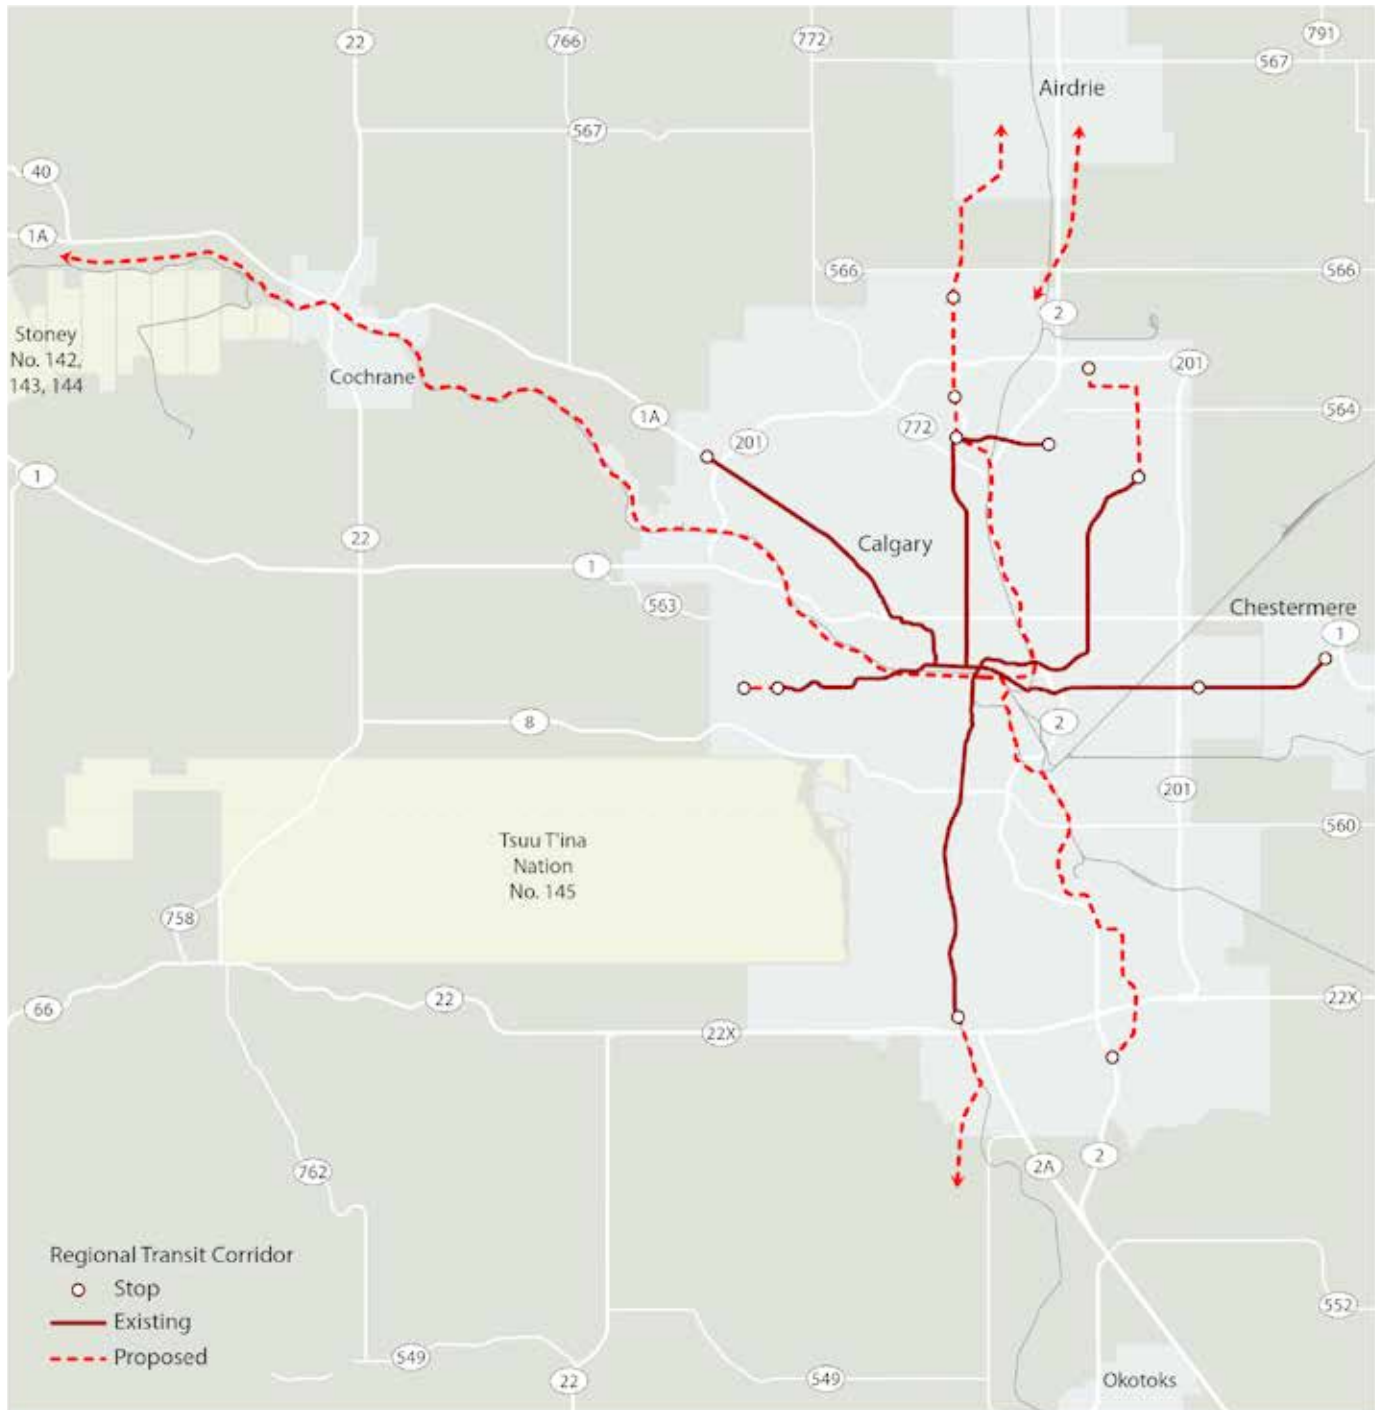 22
766
772
791
567
Airdrie
567
40
1A
566
566
2
Stoney
No. 142,
143, 144
Cochrane
201
564
1A
772
201
1
22
Calgary
1
563
Chestermere
1
8
2
201
560
Tsuu T'ina
Nation
No. 145
758
66
22
22X
22X
762
2A
2
Regional Transit Corridor
Stop
Existing
Proposed
552
549
22
549
Okotoks